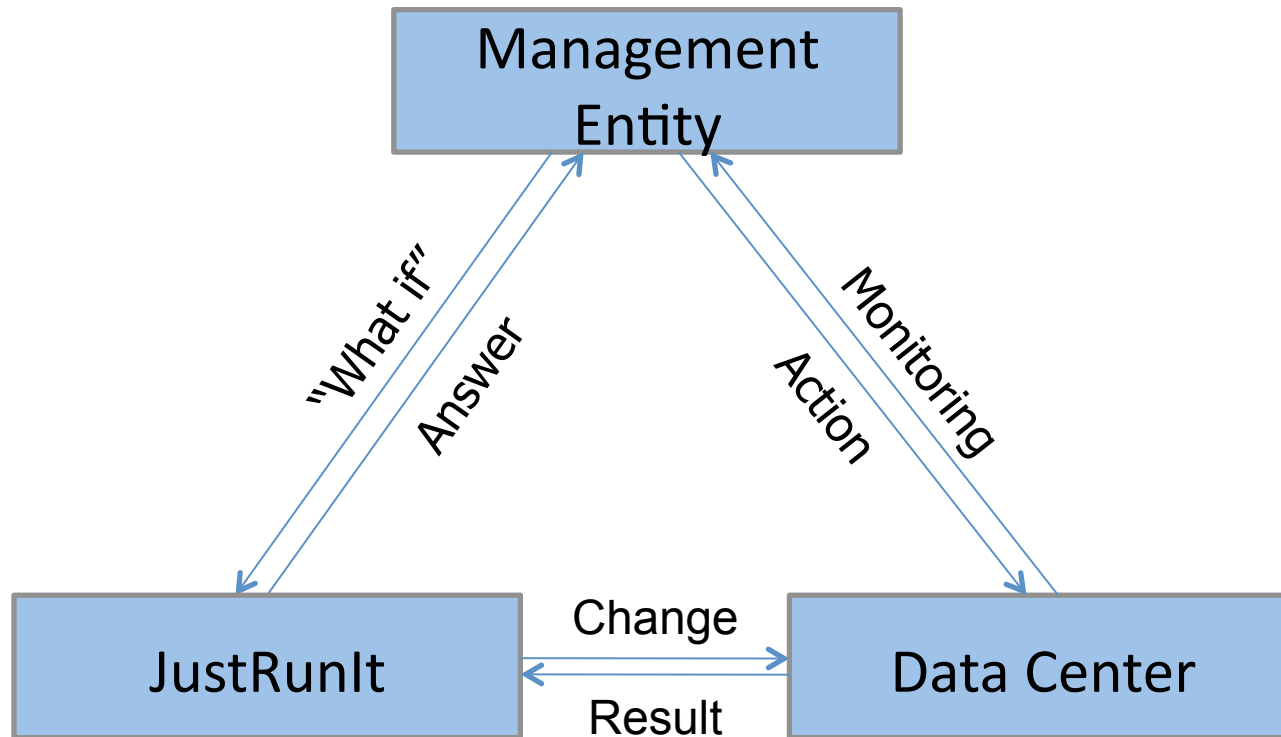 Management
Entity
“What if”
Answer
Monitoring
Action
Change
JustRunIt
Data Center
Result